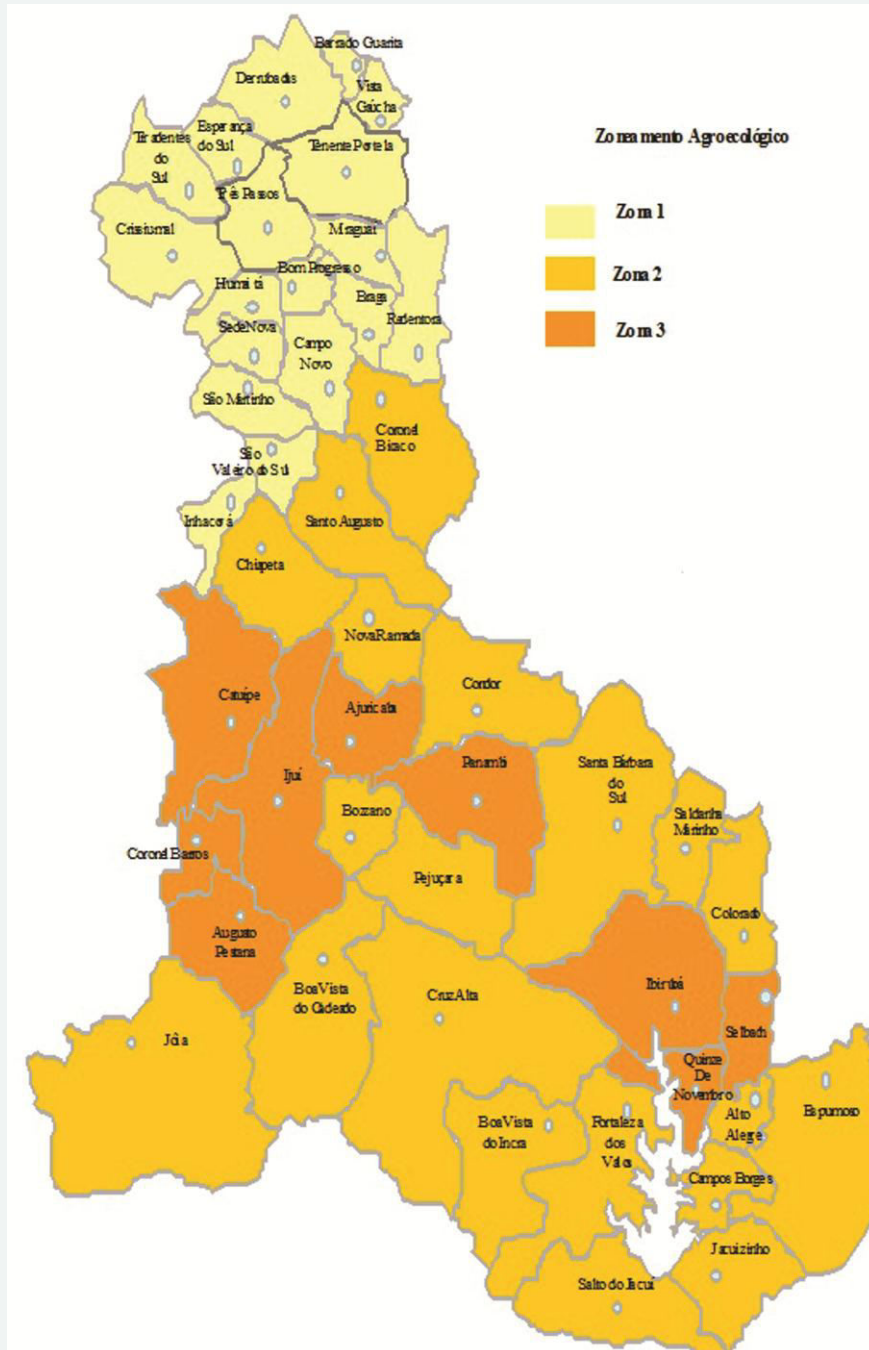 Barra do Guarita
Derrubadas
Vista
Gaúcha
Zoneamento Agroecológico
Esperança
do Sul
Tiradentes
do
Sul
Tenente Portela
Três Passos
Zona 1
Crissiumal
Miraguaí
Bom Progresso
Zona 2
Humaitá
Braga
Redentora
Sede Nova
Zona 3
Campo
Novo
São Martinho
Coronel
Bicaco
São
Valério do Sul
Inhacorá
Santo Augusto
Chiapeta
Nova Ramada
Catuípe
Condor
Ajuricaba
Ijuí
Panambi
Santa Bárbara
do
Sul
Bozano
Saldanha
Marinho
Coronel Barros
Pejuçara
Colorado
Augusto
Pestana
Boa Vista
do Cadeado
Cruz Alta
Ibirubá
Selbach
Jóia
Quinze
De
Novembro
Espumoso
Boa Vista
do Incra
Fortaleza
dos
Valos
Alto
Alegre
Campos Borges
Jacuizinho
Salto do Jacuí